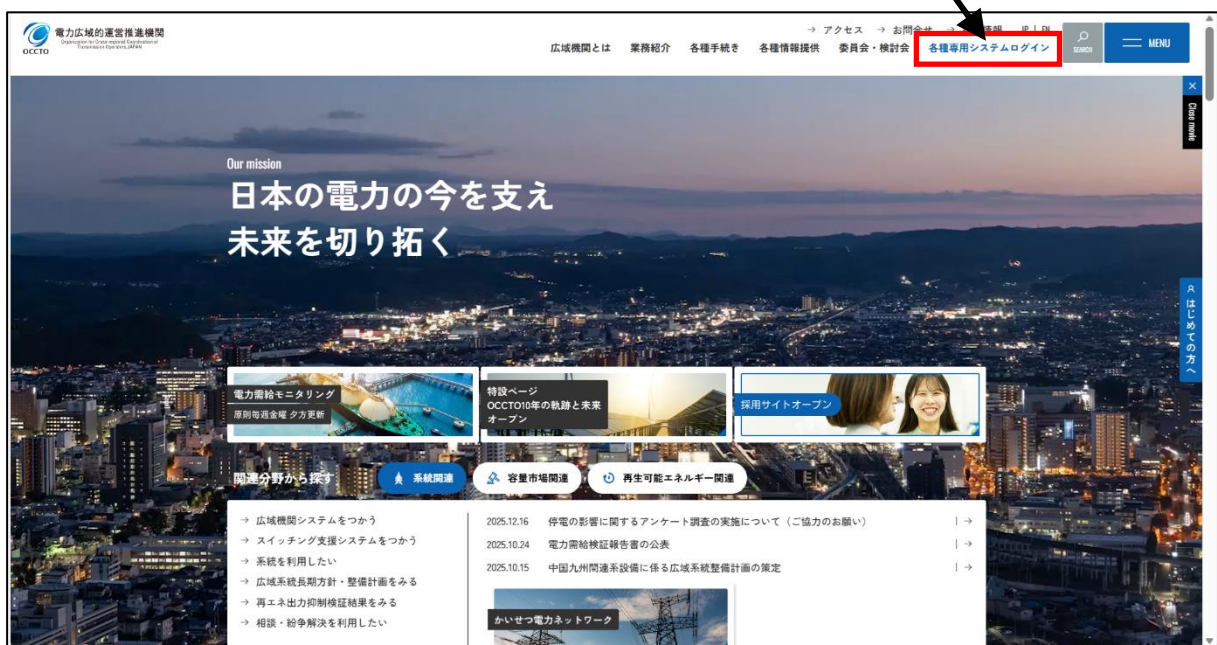 電力広域的運営推進機関
Organization for Cross-regional Coordination of
Transmission Operators, JAPAN
OCCTO
→ アクセス → お問合せ → 情報 JP | EN
広域機関とは 業務紹介 各種手続き 各種情報提供 委員会・検討会 各種専用システムログイン
SEARCH
MENU
×
Close movie
Our mission
日本の電力の今を支え
未来を切り拓く
はじめての方へ
電力需給モニタリング
原則毎週金曜 夕方更新
特設ページ
OCCTO10年の軌跡と未来
オープン
採用サイトオープン
関連分野から探す
系統関連
容量市場関連
再生可能エネルギー関連
→ 広域機関システムをつかう
→ スイッチング支援システムをつかう
→ 系統を利用したい
→ 広域系統長期方針・整備計画をみる
→ 再エネ出力抑制検証結果をみる
→ 相談・紛争解決を利用したい
2025.12.16 停電の影響に関するアンケート調査の実施について（ご協力のお願い） | →
2025.10.24 電力需給検証報告書の公表 | →
2025.10.15 中国九州間連系設備に係る広域系統整備計画の策定 | →
かいせつ電力ネットワーク